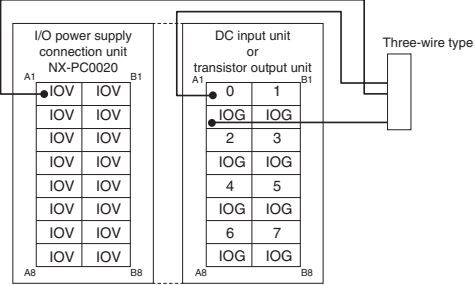 I/O power supply
connection unit
NX-PC0020
A1 B1
IOV IOV
IOV IOV
IOV IOV
IOV IOV
IOV IOV
IOV IOV
IOV IOV
IOV IOV
A8 B8
DC input unit
or
transistor output unit
A1 B1
0 1
IOG IOG
2 3
IOG IOG
4 5
IOG IOG
6 7
IOG IOG
A8 B8
Three-wire type